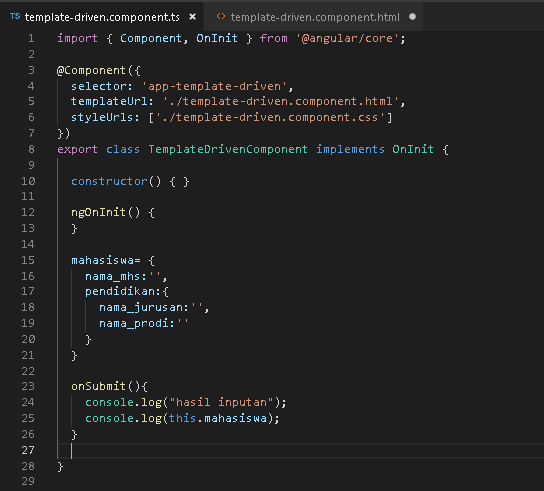 TS template-driven.component.ts × <> template-driven.component.html
1 import { Component, OnInit } from '@angular/core';
2
3 @Component({
4 selector: 'app-template-driven',
5 templateUrl: './template-driven.component.html',
6 styleUrls: ['./template-driven.component.css']
7 })
8 export class TemplateDrivenComponent implements OnInit {
9
10 constructor() { }
11
12 ngOnInit() {
13 }
14
15 mahasiswa= {
16 nama_mhs:'',
17 pendidikan:{
18 nama_jurusan:'',
19 nama_prodi:''
20 }
21 }
22
23 onSubmit(){
24 console.log("hasil inputan");
25 console.log(this.mahasiswa);
26 }
27
28 }
29